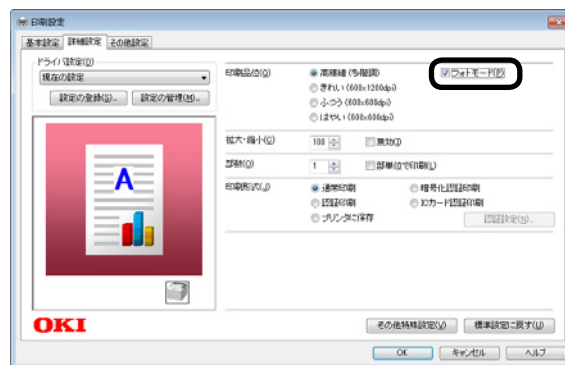 印刷設定
基本設定 詳細設定 その他設定
ドライバ設定(D)
現在の設定
設定の登録(S)... 設定の管理(M)...
A
OKI
印刷品位(Q) 高精細 (多階調) フォトモード(P)
きれい (600x1200dpi)
ふつう (600x600dpi)
はやい (600x600dpi)
拡大・縮小(C) 100 無効(J)
部数(O) 1 部単位で印刷(L)
印刷形式(J) 通常印刷 暗号化認証印刷
認証印刷 ICカード認証印刷
プリンタに保存 認証設定(N)...
その他特殊設定(V) 標準設定に戻す(U)
OK キャンセル ヘルプ